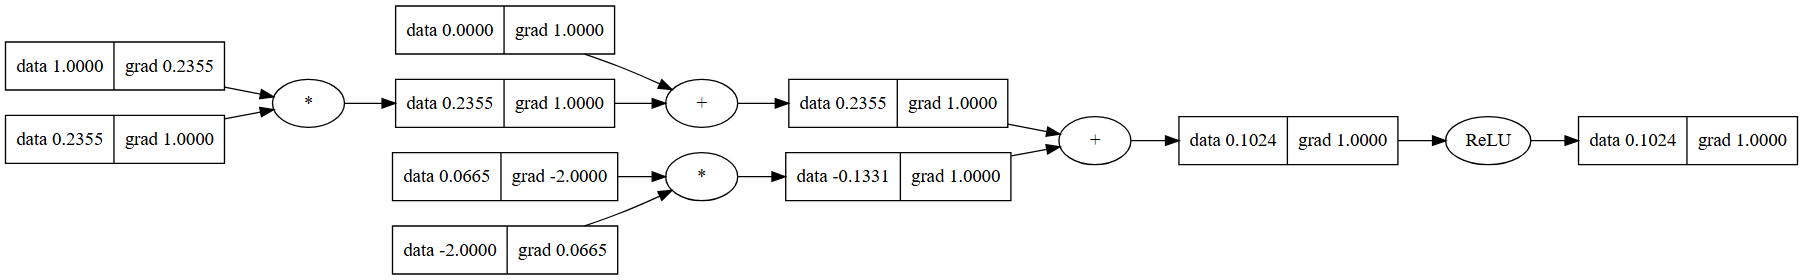 data 0.0000 grad 1.0000
data 1.0000 grad 0.2355
*
data 0.2355 grad 1.0000
data 0.2355 grad 1.0000
+
data 0.2355 grad 1.0000
data 0.0665 grad -2.0000
*
data -0.1331 grad 1.0000
data -2.0000 grad 0.0665
+
data 0.1024 grad 1.0000
ReLU
data 0.1024 grad 1.0000